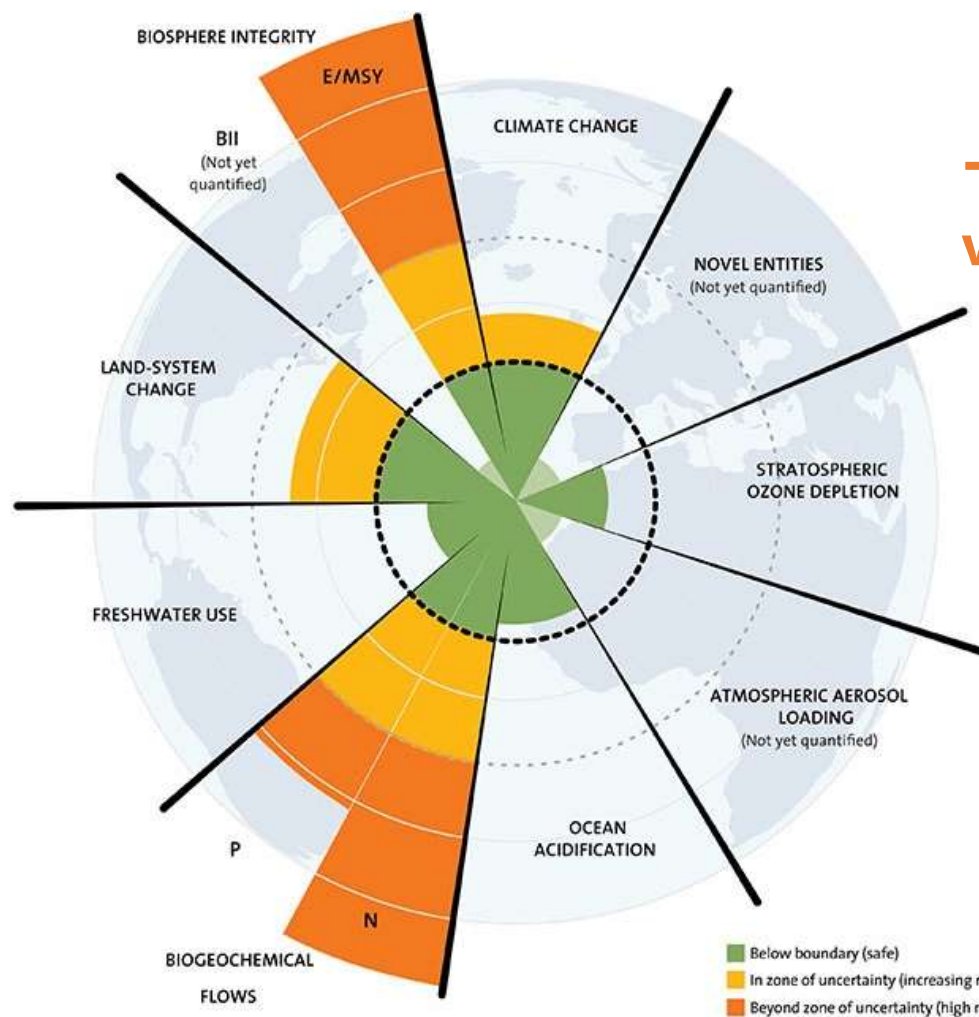 BIOSPHERE INTEGRITY
E/MSY
BII
(Not yet
quantified)
CLIMATE CHANGE
NOVEL ENTITIES
(Not yet quantified)
LAND-SYSTEM
CHANGE
STRATOSPHERIC
OZONE DEPLETION
FRESHWATER USE
ATMOSPHERIC AEROSOL
LOADING
(Not yet quantified)
OCEAN
ACIDIFICATION
P
N
BIOGEOCHEMICAL
FLOWS
Below boundary (safe)
In zone of uncertainty (increasing
Beyond zone of uncertainty (high